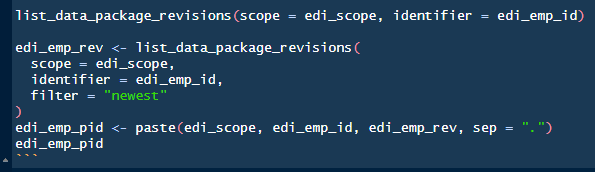 list_data_package_revisions(scope = edi_scope, identifier = edi_emp_id)
edi_emp_rev <- list_data_package_revisions(
scope = edi_scope,
identifier = edi_emp_id,
filter = "newest"
)
edi_emp_pid <- paste(edi_scope, edi_emp_id, edi_emp_rev, sep = ".")
edi_emp_pid
```